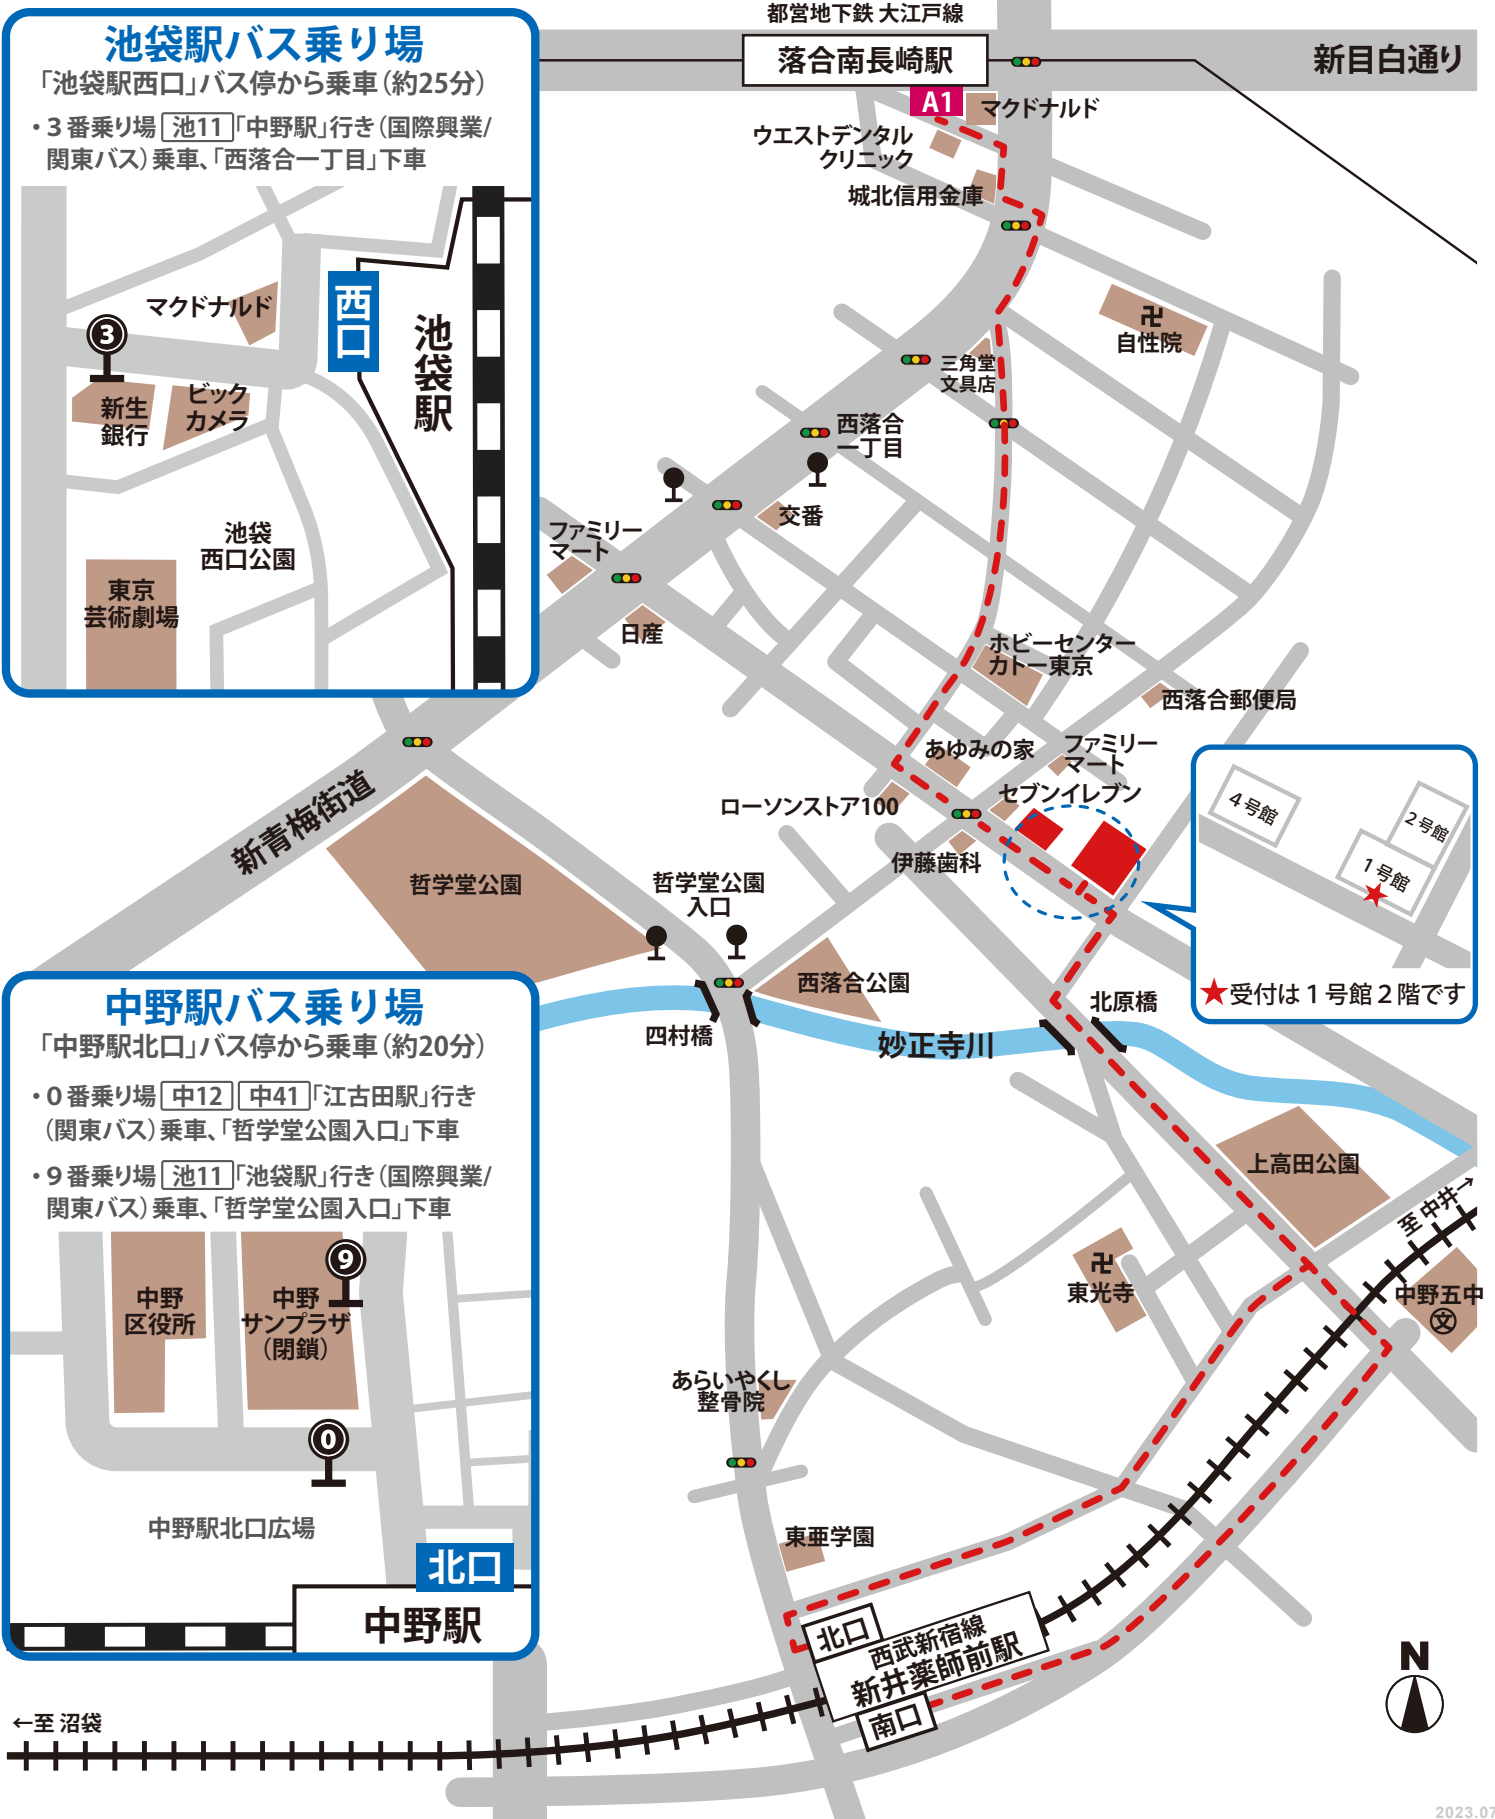 池袋駅バス乗り場
「池袋駅西口」バス停から乗車（約25分）
・3番乗り場 池11 「中野駅」行き（国際興業/
関東バス）乗車、「西落合一丁目」下車
マクドナルド
3
新生
銀行
ビック
カメラ
西口
池袋駅
池袋
西口公園
東京
芸術劇場
都営地下鉄 大江戸線
落合南長崎駅
新目白通り
A1
マクドナルド
ウエストデンタル
クリニック
城北信用金庫
卍
自性院
三角堂
文具店
西落合
一丁目
交番
ファミリー
マート
日産
ホビーセンター
カトー東京
西落合郵便局
あゆみの家
ファミリー
マート
セブンイレブン
ローソンストア100
伊藤歯科
新青梅街道
哲学堂公園
哲学堂公園
入口
西落合公園
四村橋
妙正寺川
北原橋
4号館
2号館
1号館
★受付は1号館2階です
中野駅バス乗り場
「中野駅北口」バス停から乗車（約20分）
・0番乗り場 中12 中41 「江古田駅」行き
（関東バス）乗車、「哲学堂公園入口」下車
・9番乗り場 池11 「池袋駅」行き（国際興業/
関東バス）乗車、「哲学堂公園入口」下車
中野
区役所
9
中野
サンプラザ
（閉鎖）
0
中野駅北口広場
北口
中野駅
上高田公園
至 中井→
卍
東光寺
中野五中
文
あらいやくし
整骨院
東亜学園
北口
西武新宿線
新井薬師前駅
南口
←至 沼袋
N
2023.07